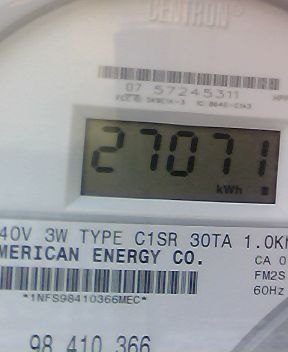 CENTRON®
07 57245311
27071
kWh
40V 3W TYPE C1SR 30TA 1.0K
MERICAN ENERGY CO.
CA 0
FM2S
60Hz
*1NFS98410366MEC*
98 410 366